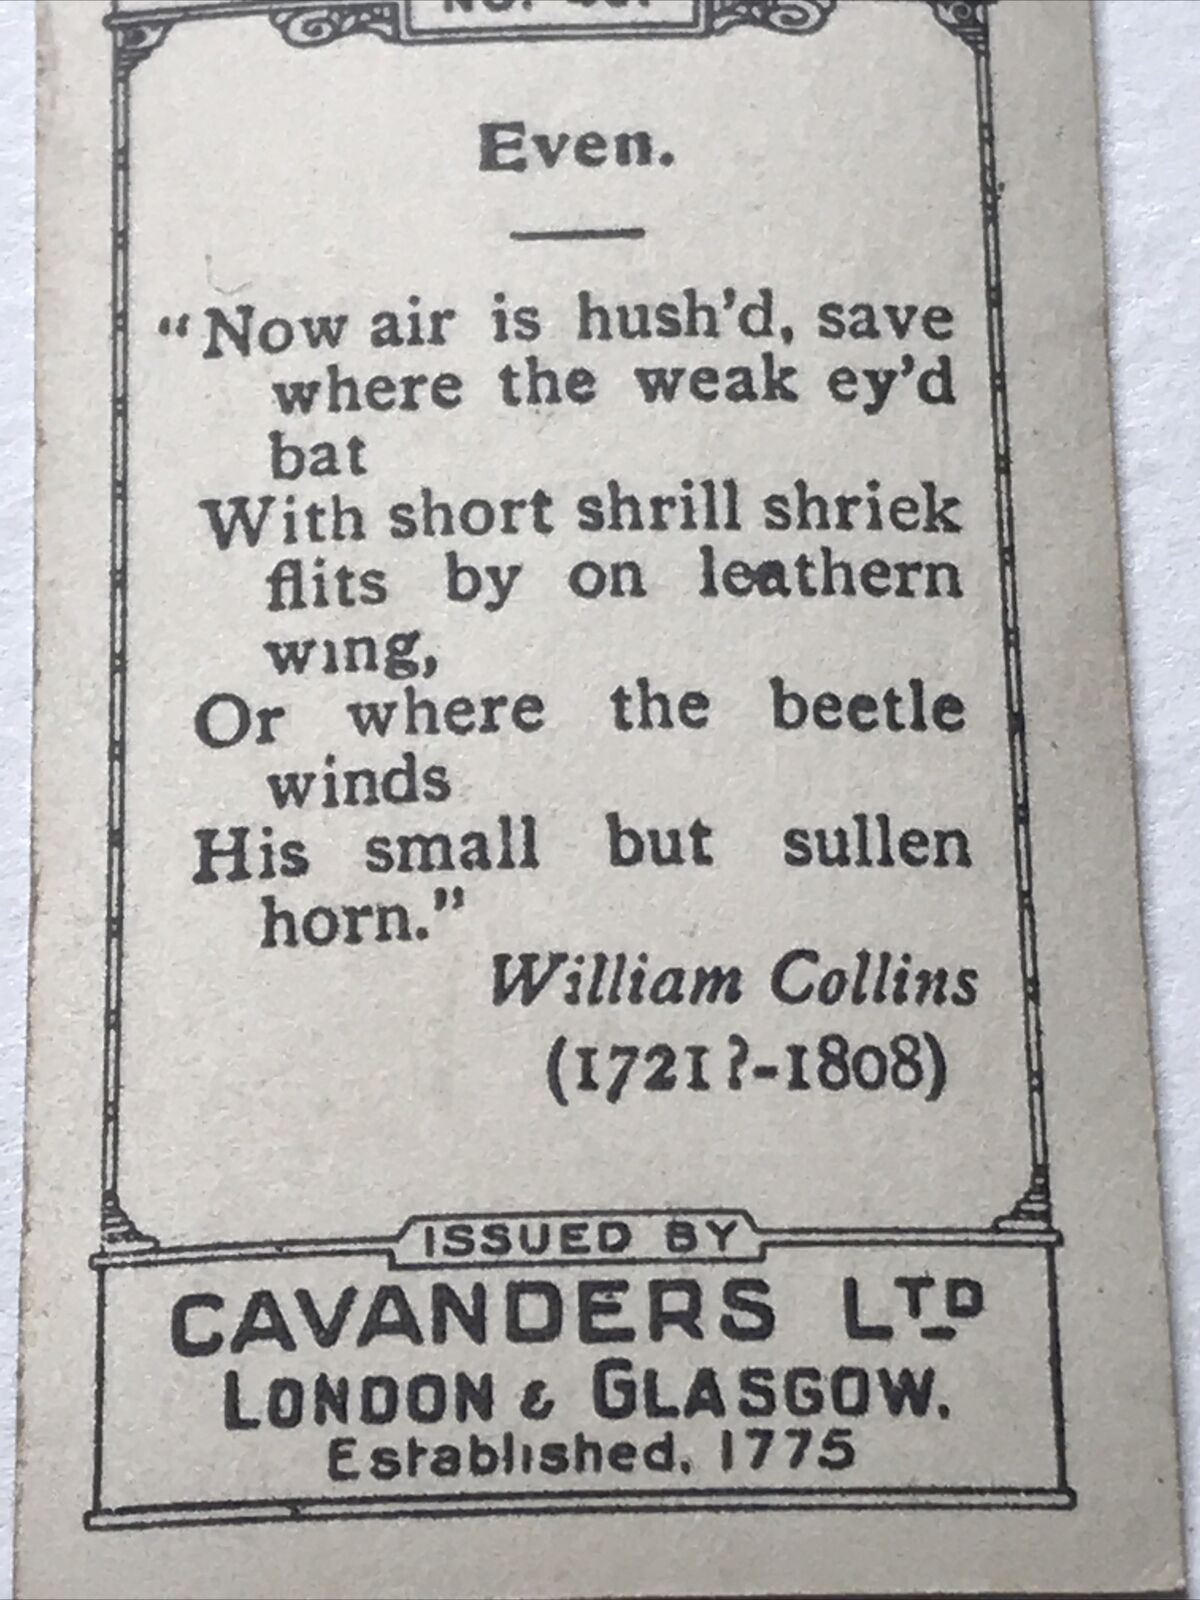 Even.
"Now air is hush'd, save
where the weak ey'd
bat
With short shrill shriek
flits by on leathern
wing,
Or where the beetle
winds
His small but sullen
horn."
William Collins
(1721?-1808)
ISSUED BY
CAVANDERS LTD
LONDON & GLASGOW.
Established, 1775